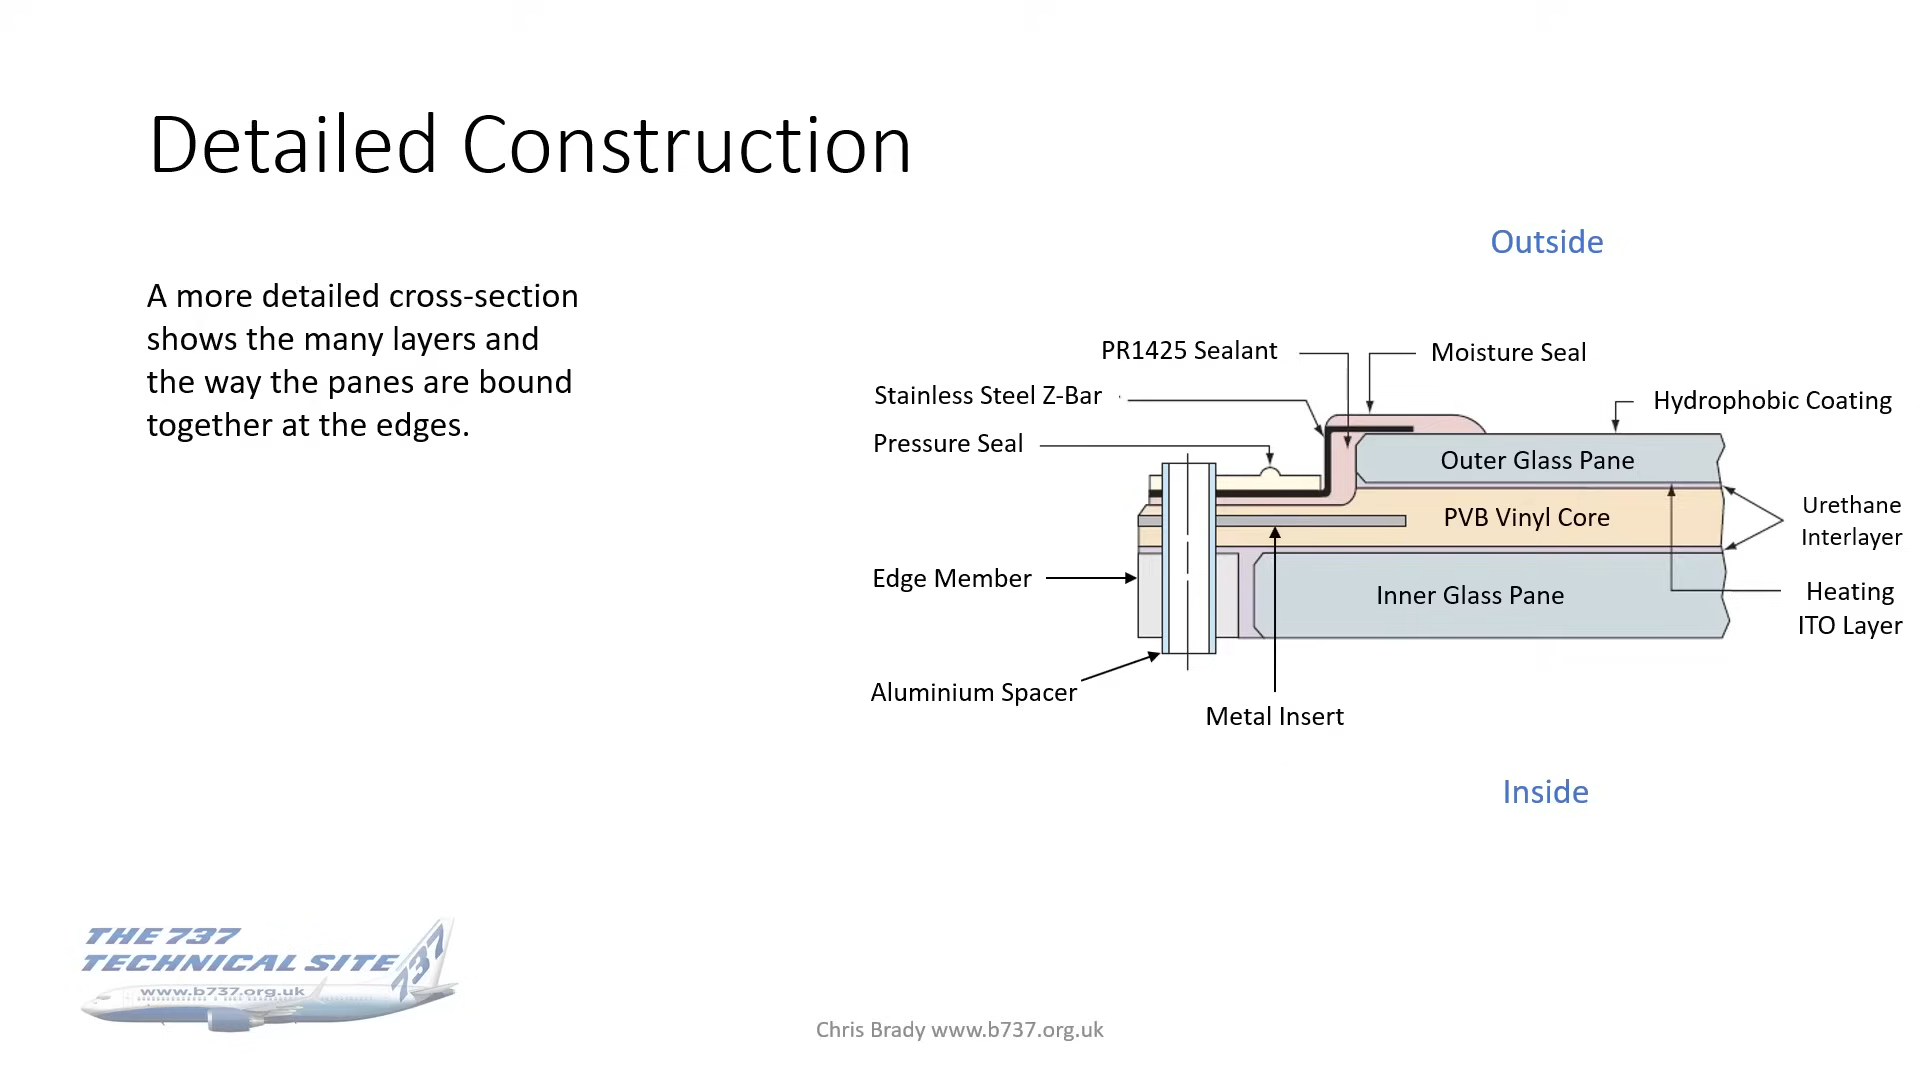 Detailed Construction
A more detailed cross-section
shows the many layers and
the way the panes are bound
together at the edges.
Outside
PR1425 Sealant
Moisture Seal
Stainless Steel Z-Bar
Hydrophobic Coating
Pressure Seal
Outer Glass Pane
PVB Vinyl Core
Urethane
Interlayer
Edge Member
Inner Glass Pane
Heating
ITO Layer
Aluminium Spacer
Metal Insert
Inside
THE 737
TECHNICAL SITE
737
www.b737.org.uk
Chris Brady www.b737.org.uk